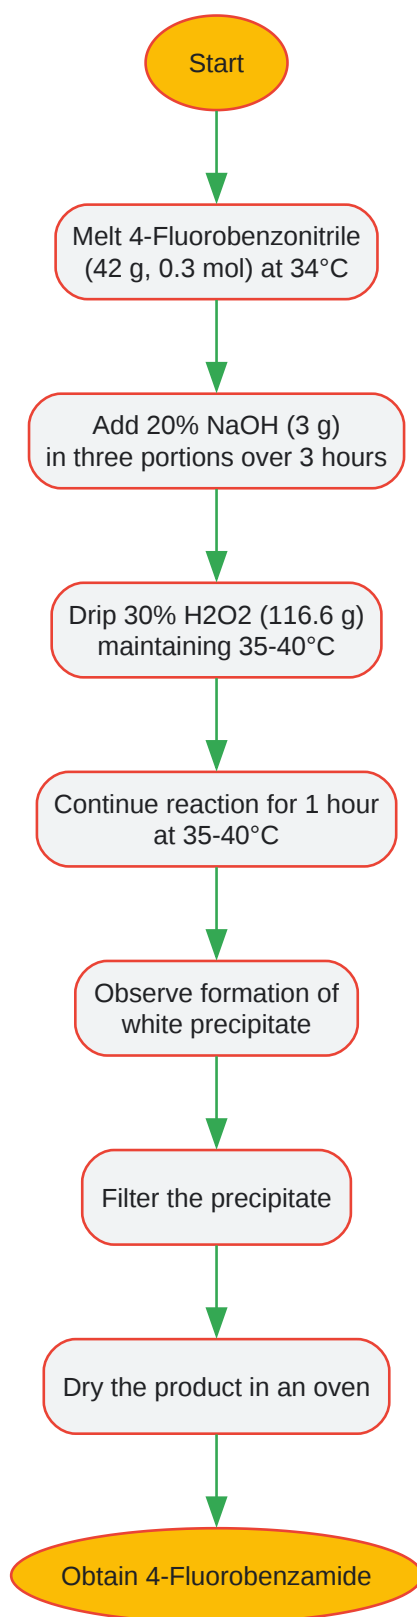 Start
Melt 4-Fluorobenzonitrile
(42 g, 0.3 mol) at 34°C
Add 20% NaOH (3 g)
in three portions over 3 hours
Drip 30% H2O2 (116.6 g)
maintaining 35-40°C
Continue reaction for 1 hour
at 35-40°C
Observe formation of
white precipitate
Filter the precipitate
Dry the product in an oven
Obtain 4-Fluorobenzamide